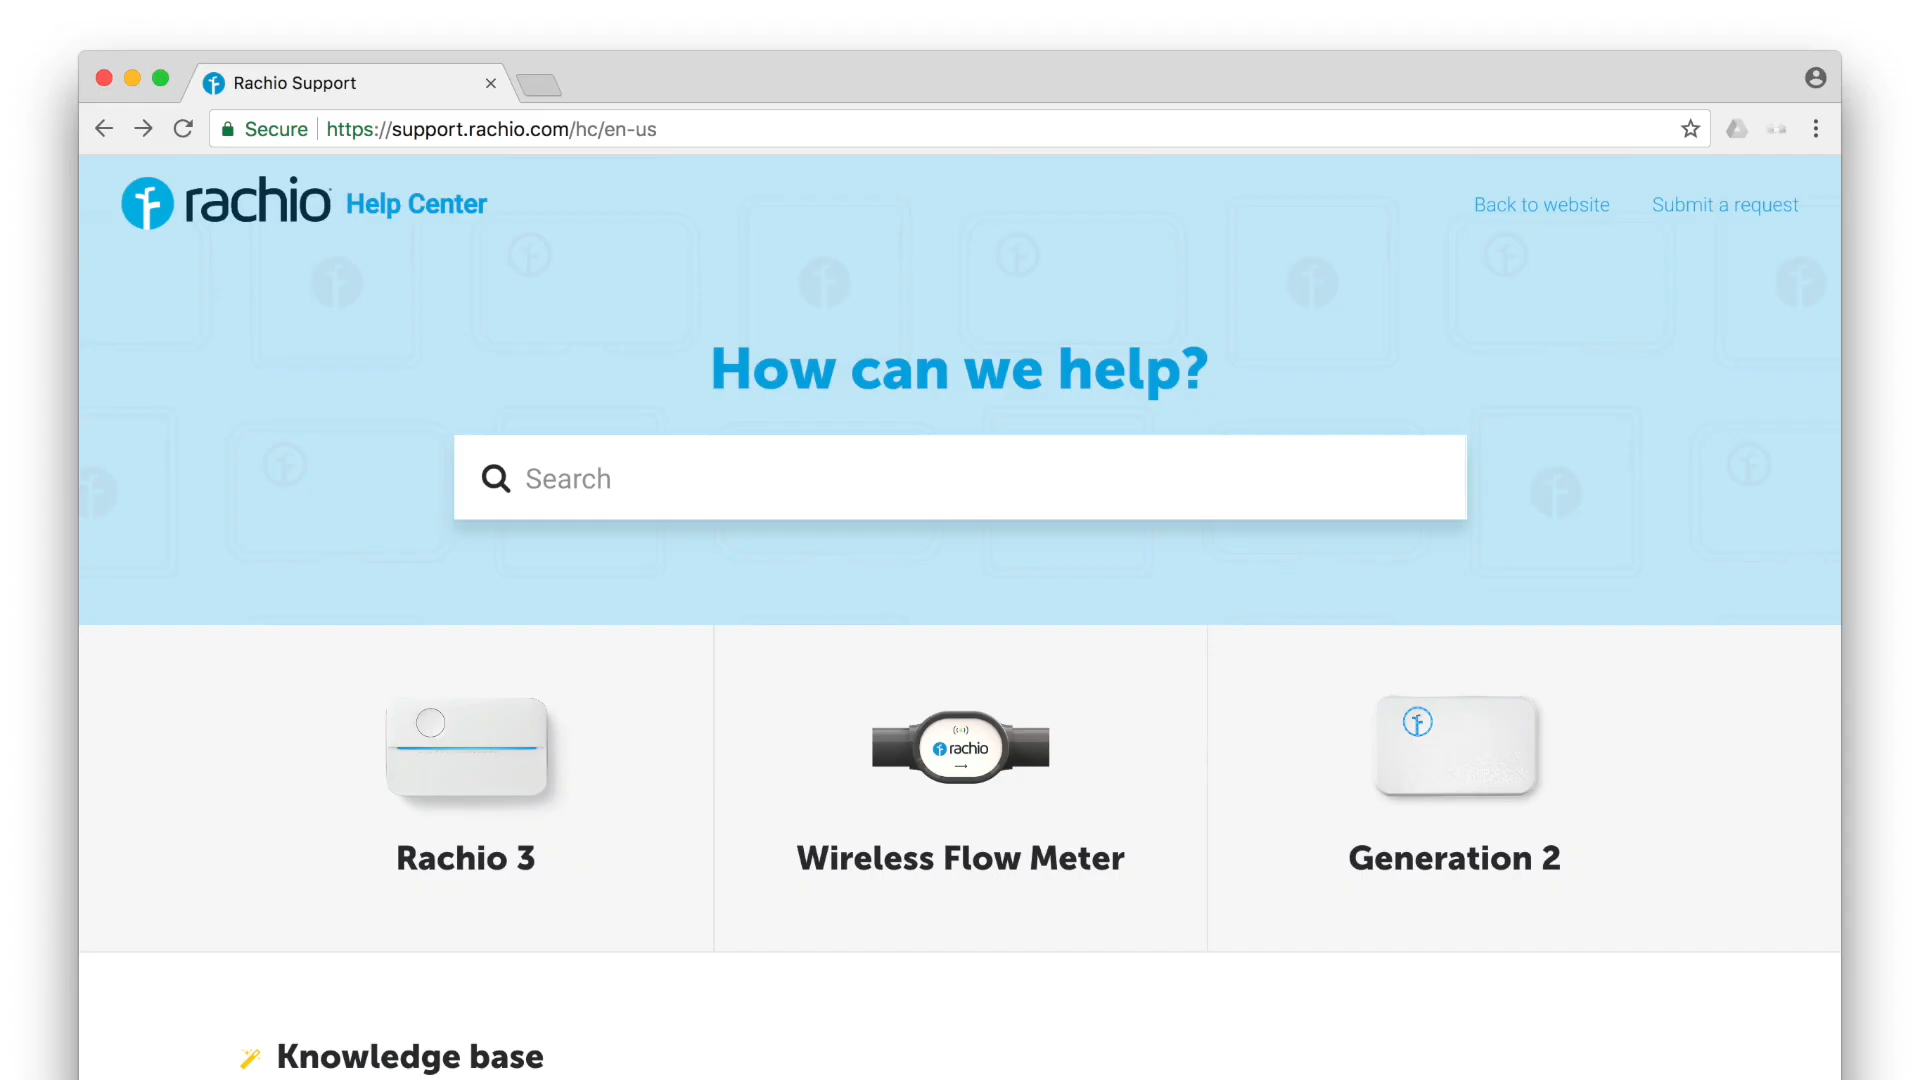 Rachio Support
Secure https://support.rachio.com/hc/en-us
rachio Help Center
Back to website
Submit a request
How can we help?
Search
rachio
Rachio 3
Wireless Flow Meter
Generation 2
Knowledge base